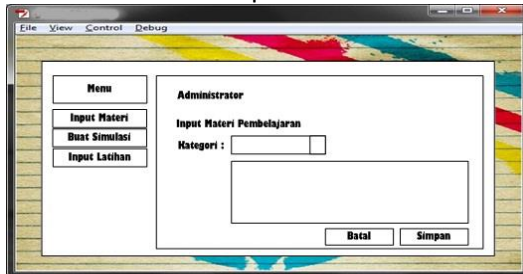 File View Control Debug
Menu
Input Materi
Buat Simulasi
Input Latihan
Administrator
Input Materi Pembelajaran
Kategori :
Batal Simpan